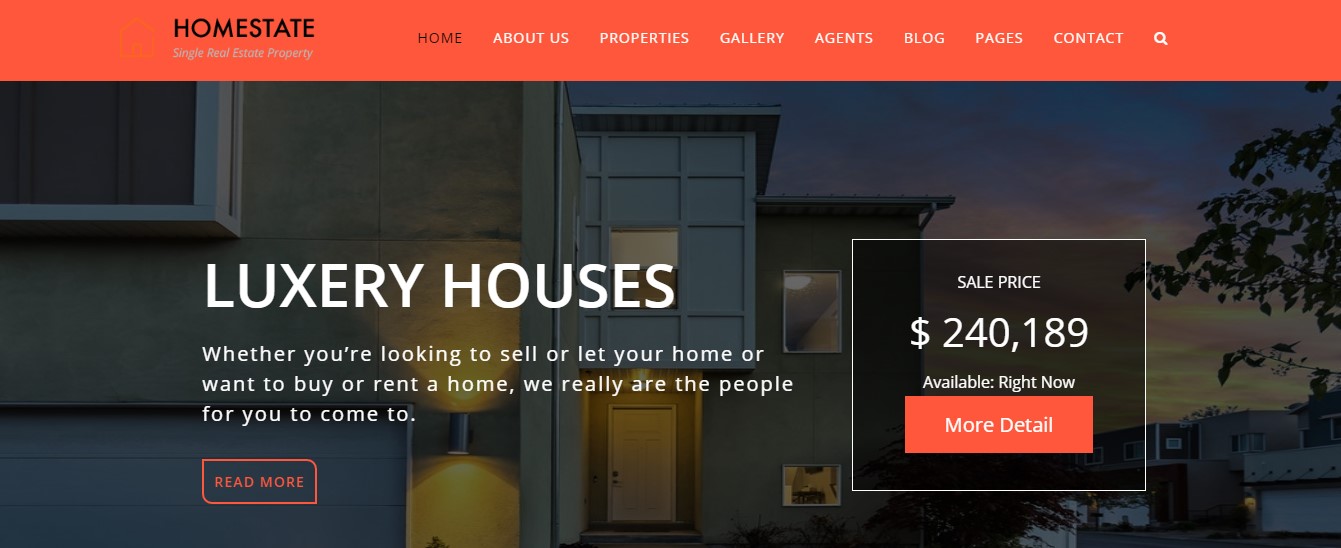 HOMESTATE
Single Real Estate Property
HOME ABOUT US PROPERTIES GALLERY AGENTS BLOG PAGES CONTACT
LUXERY HOUSES
Whether you’re looking to sell or let your home or
want to buy or rent a home, we really are the people
for you to come to.
READ MORE
SALE PRICE
$ 240,189
Available: Right Now
More Detail